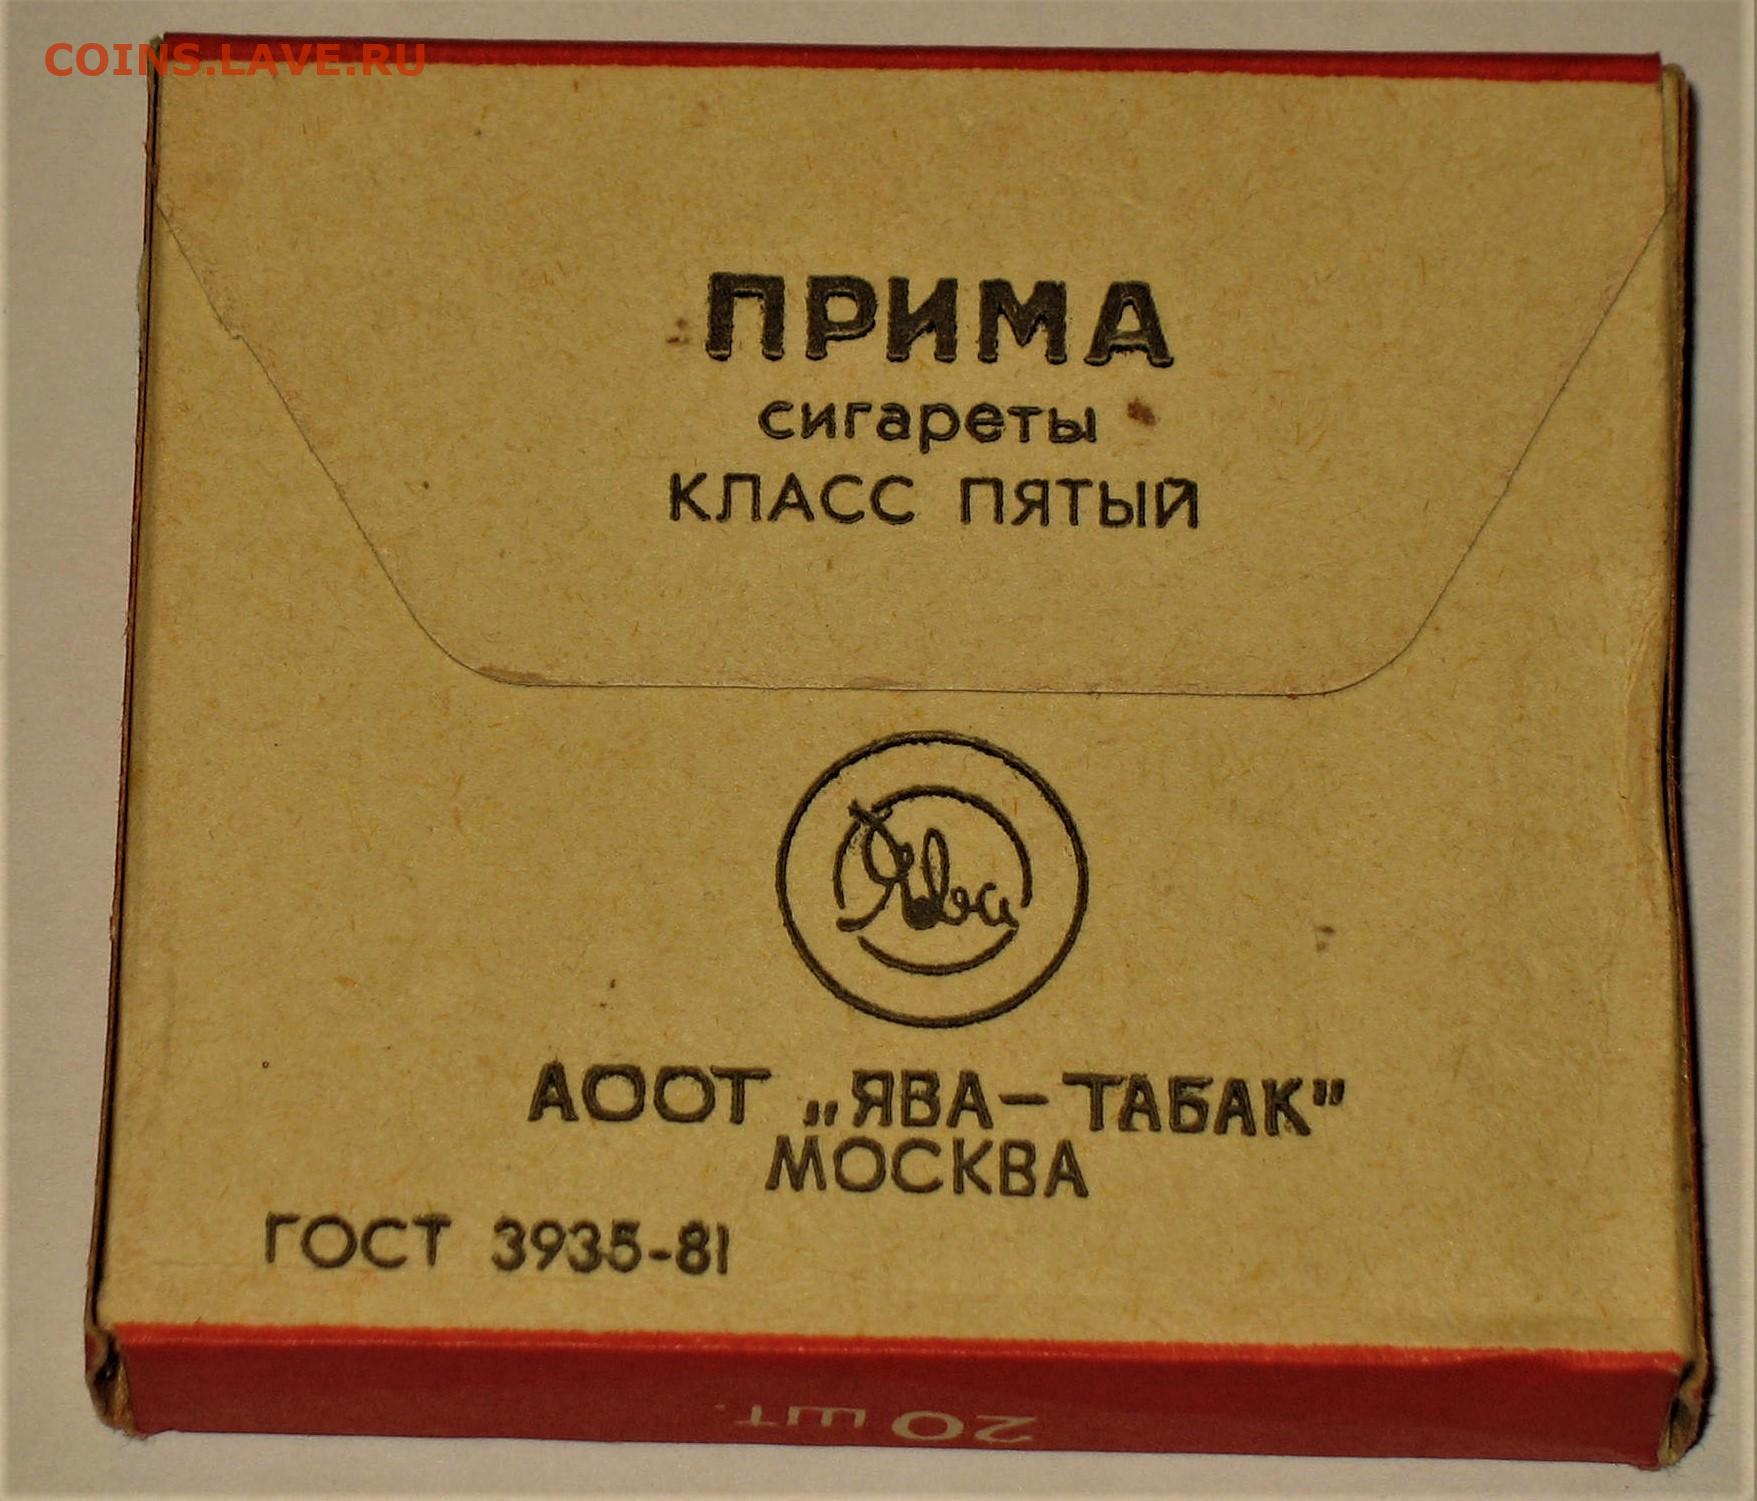 COINS.LAVE.RU
ПРИМА
сигареты
КЛАСС ПЯТЫЙ
Ява
АООТ „ЯВА-ТАБАК”
МОСКВА
ГОСТ 3935-81
20 шт.